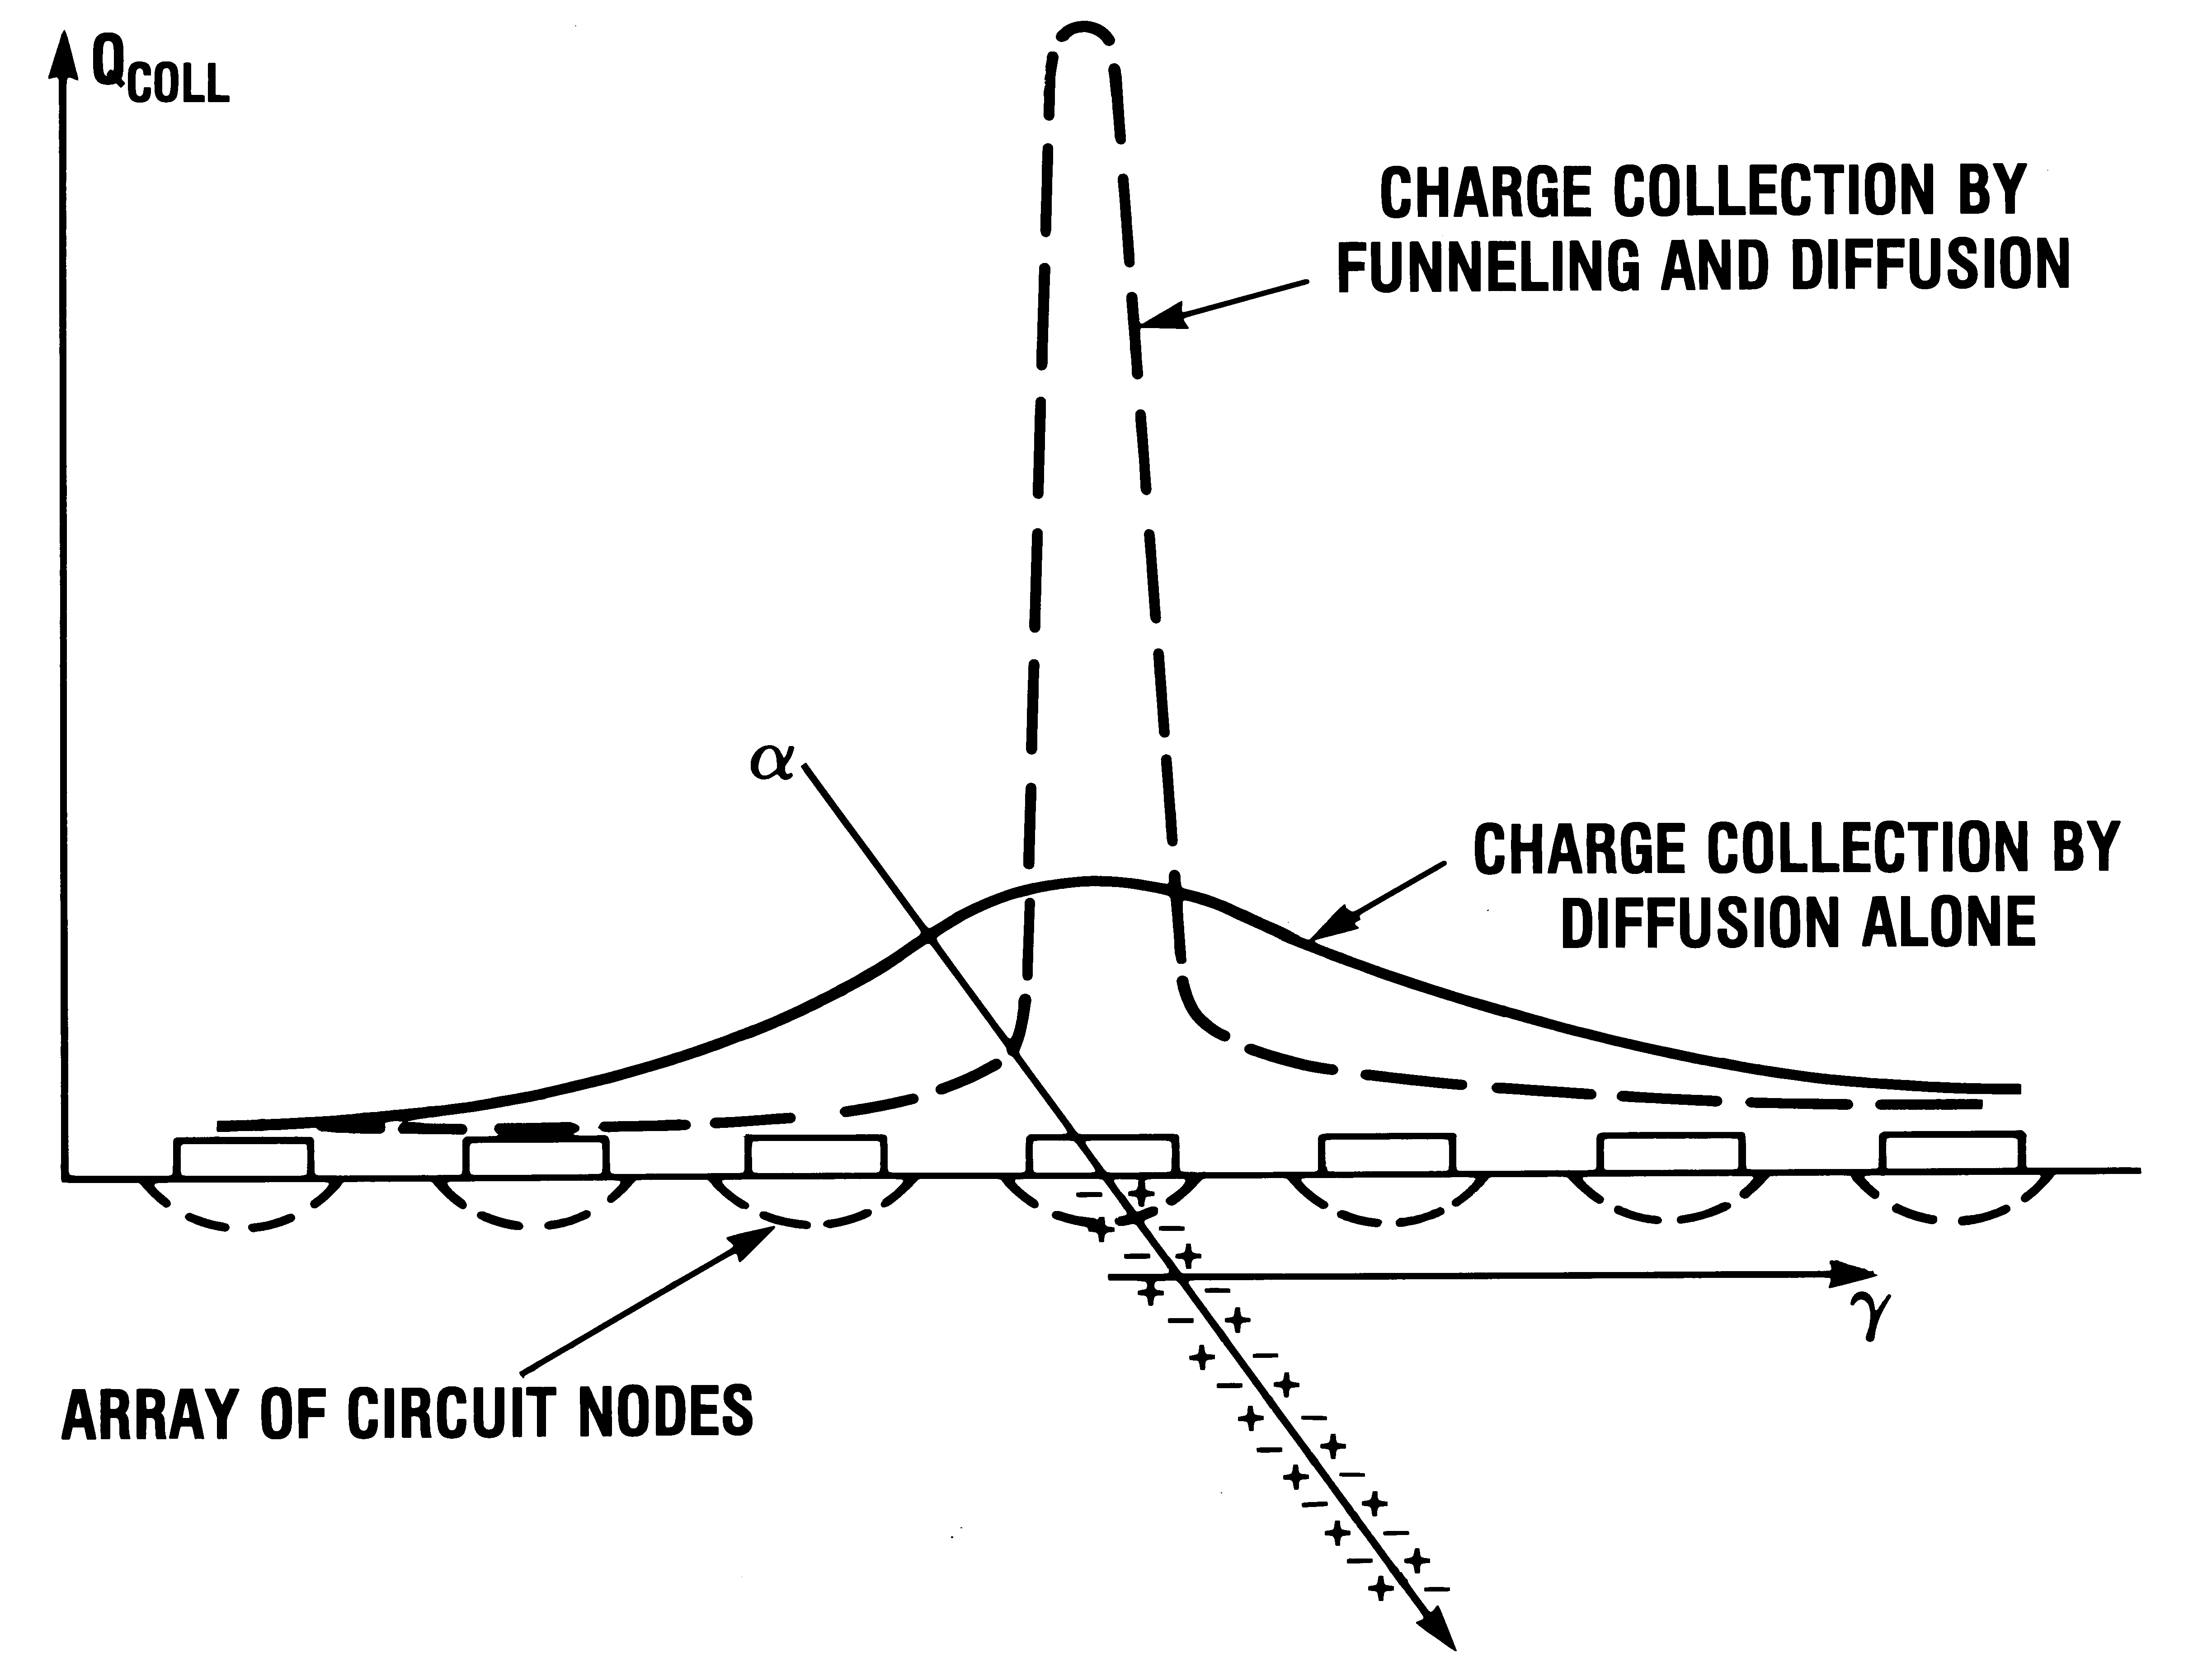 QCOLL
CHARGE COLLECTION BY
FUNNELING AND DIFFUSION
α
CHARGE COLLECTION BY
DIFFUSION ALONE
γ
ARRAY OF CIRCUIT NODES